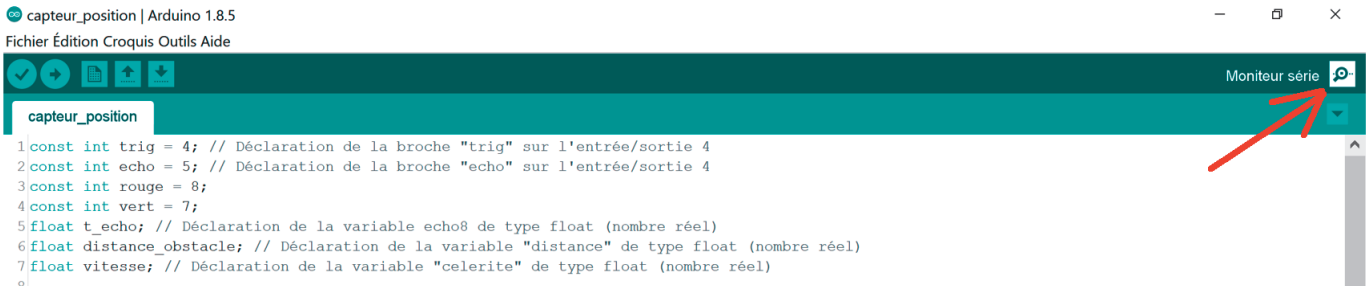 capteur_position | Arduino 1.8.5
Fichier Édition Croquis Outils Aide
Moniteur série
capteur_position
1 const int trig = 4; // Déclaration de la broche "trig" sur l'entrée/sortie 4
2 const int echo = 5; // Déclaration de la broche "echo" sur l'entrée/sortie 4
3 const int rouge = 8;
4 const int vert = 7;
5 float t_echo; // Déclaration de la variable echo8 de type float (nombre réel)
6 float distance_obstacle; // Déclaration de la variable "distance" de type float (nombre réel)
7 float vitesse; // Déclaration de la variable "celerite" de type float (nombre réel)